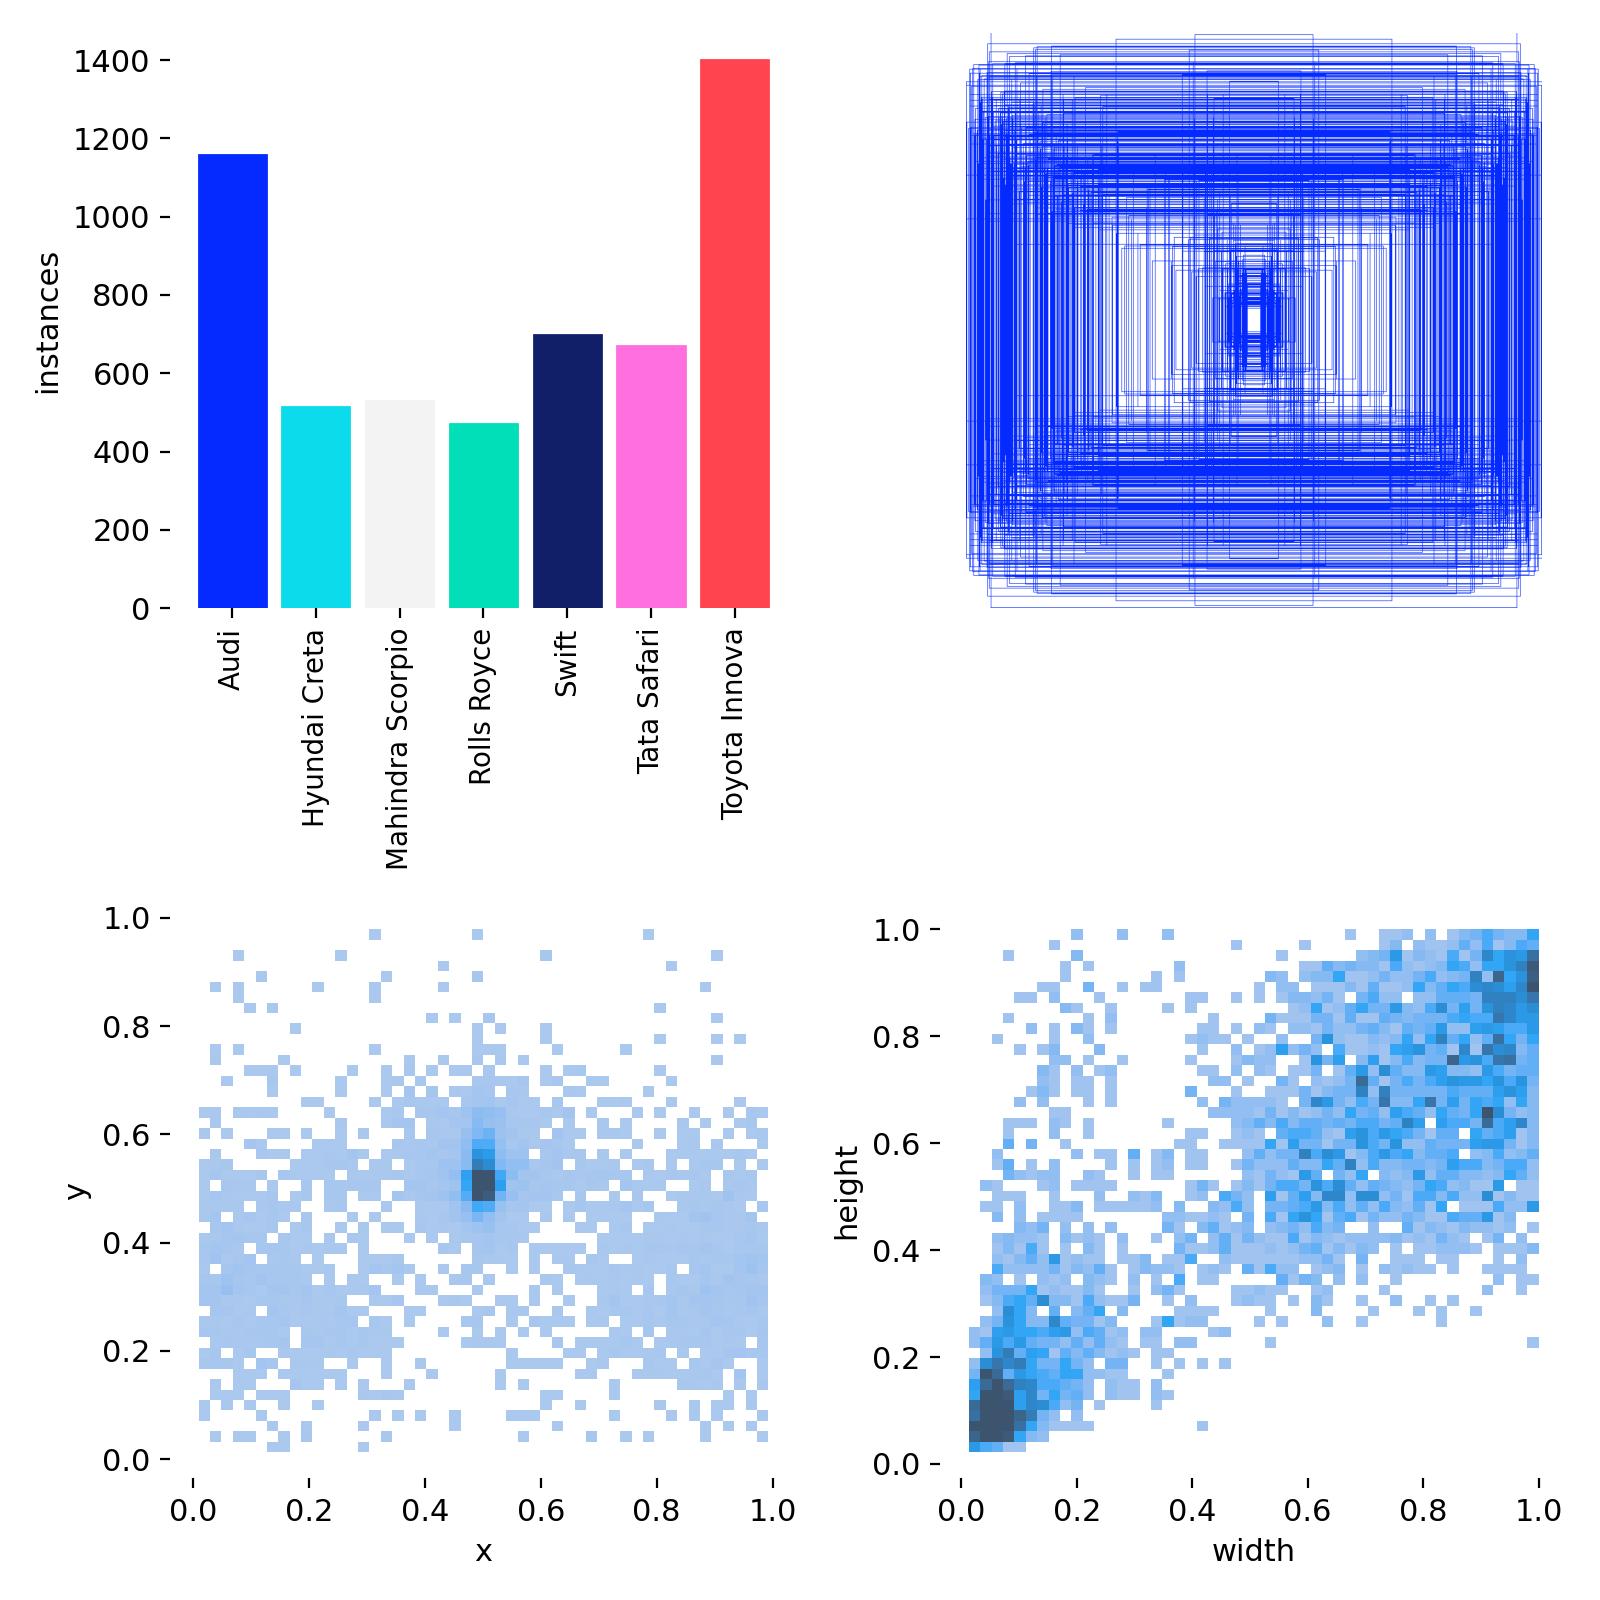 1400
1200
1000
800
600
400
200
0
instances
Audi
Hyundai Creta
Mahindra Scorpio
Rolls Royce
Swift
Tata Safari
Toyota Innova
1.0
0.8
0.6
0.4
0.2
0.0
y
0.0 0.2 0.4 0.6 0.8 1.0
x
1.0
0.8
0.6
0.4
0.2
0.0
height
0.0 0.2 0.4 0.6 0.8 1.0
width